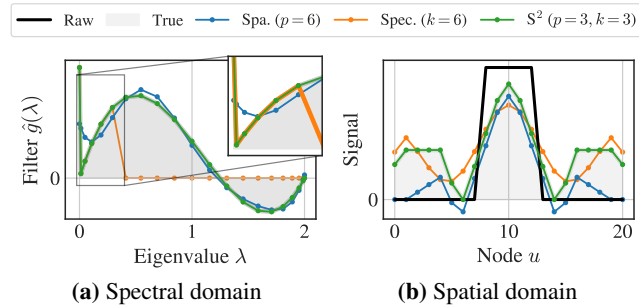 Raw True Spa. (p = 6) Spec. (k = 6) S² (p = 3, k = 3)
Filter ĝ(λ)
0
0 1 2
Eigenvalue λ
(a) Spectral domain
Signal
0
0 10 20
Node u
(b) Spatial domain